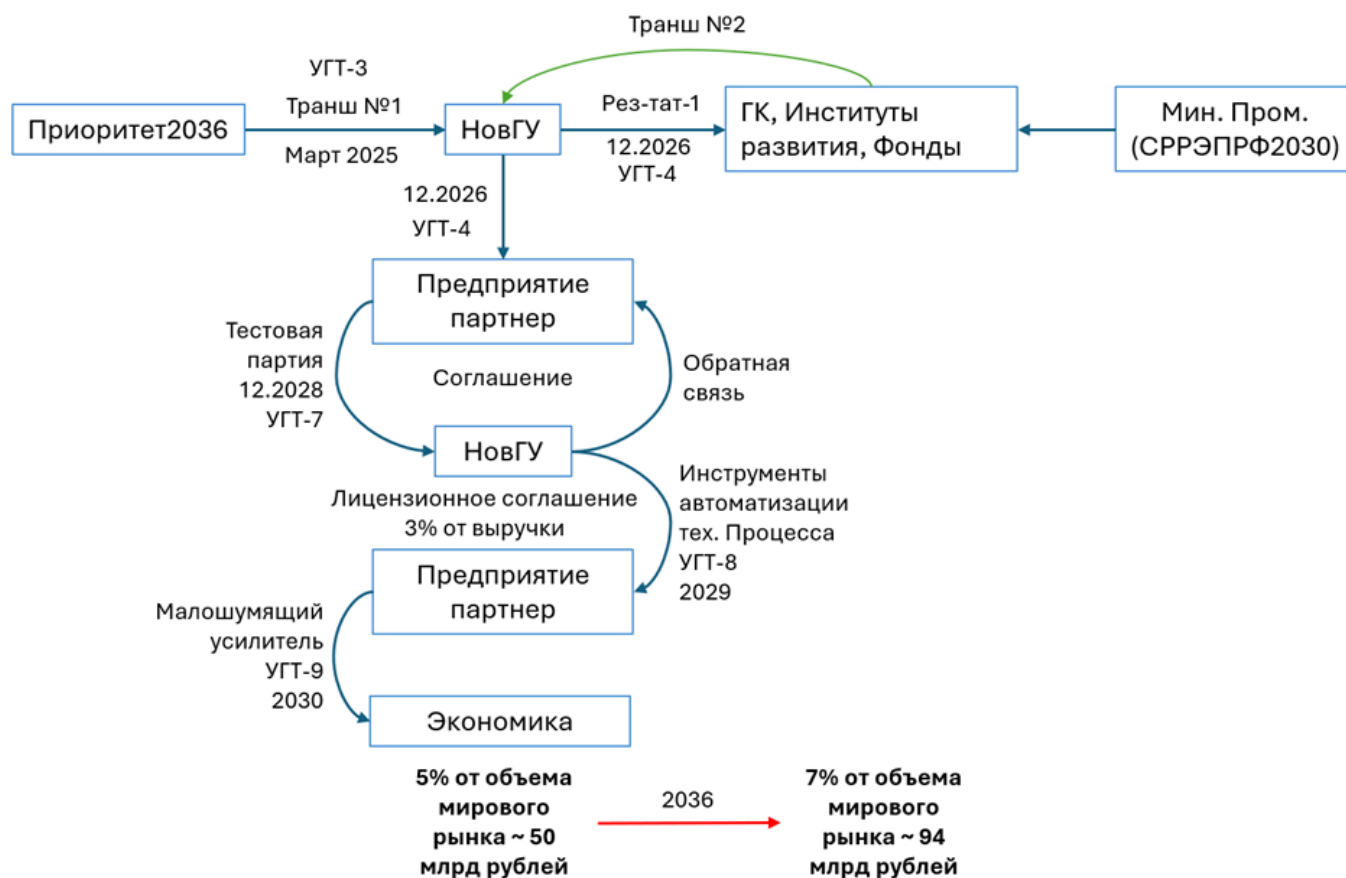 Транш №2
УГТ-3
Транш №1
Рез-тат-1
Приоритет2036
НовГУ
ГК, Институты
развития, Фонды
Мин. Пром.
(СРРЭПРФ2030)
Март 2025
12.2026
УГТ-4
12.2026
УГТ-4
Предприятие
партнер
Тестовая
партия
12.2028
УГТ-7
Соглашение
Обратная
связь
НовГУ
Лицензионное соглашение
3% от выручки
Инструменты
автоматизации
тех. Процесса
УГТ-8
2029
Предприятие
партнер
Малошумящий
усилитель
УГТ-9
2030
Экономика
5% от объема
мирового
рынка ~ 50
млрд рублей
2036
7% от объема
мирового
рынка ~ 94
млрд рублей